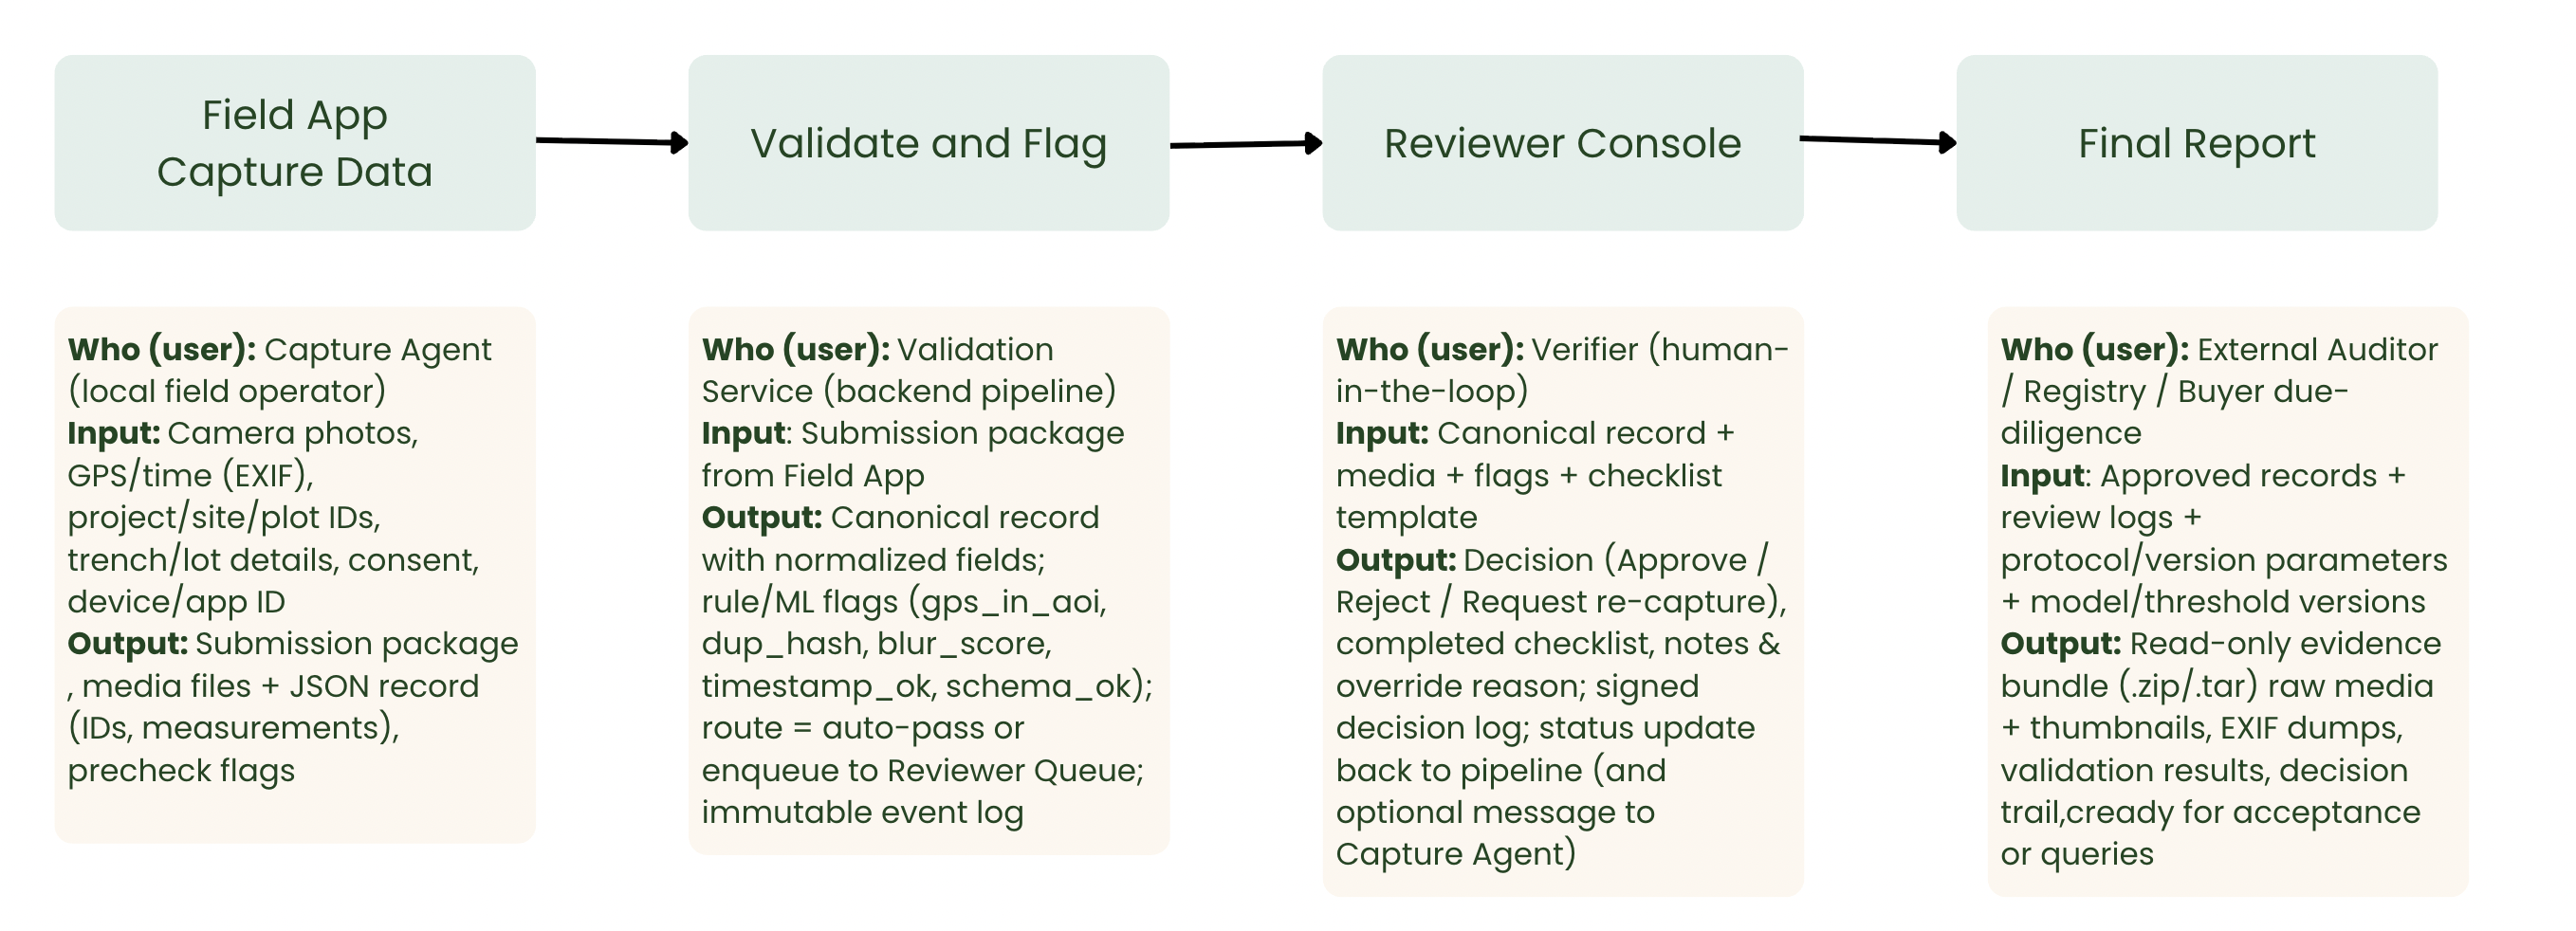 Field App
Capture Data
Validate and Flag
Reviewer Console
Final Report
Who (user): Capture Agent
(local field operator)
Input: Camera photos,
GPS/time (EXIF),
project/site/plot IDs,
trench/lot details, consent,
device/app ID
Output: Submission package
, media files + JSON record
(IDs, measurements),
precheck flags
Who (user): Validation
Service (backend pipeline)
Input: Submission package
from Field App
Output: Canonical record
with normalized fields;
rule/ML flags (gps_in_aoi,
dup_hash, blur_score,
timestamp_ok, schema_ok);
route = auto-pass or
enqueue to Reviewer Queue;
immutable event log
Who (user): Verifier (human-
in-the-loop)
Input: Canonical record +
media + flags + checklist
template
Output: Decision (Approve /
Reject / Request re-capture),
completed checklist, notes &
override reason; signed
decision log; status update
back to pipeline (and
optional message to
Capture Agent)
Who (user): External Auditor
/ Registry / Buyer due-
diligence
Input: Approved records +
review logs +
protocol/version parameters
+ model/threshold versions
Output: Read-only evidence
bundle (.zip/.tar) raw media
+ thumbnails, EXIF dumps,
validation results, decision
trail,cready for acceptance
or queries